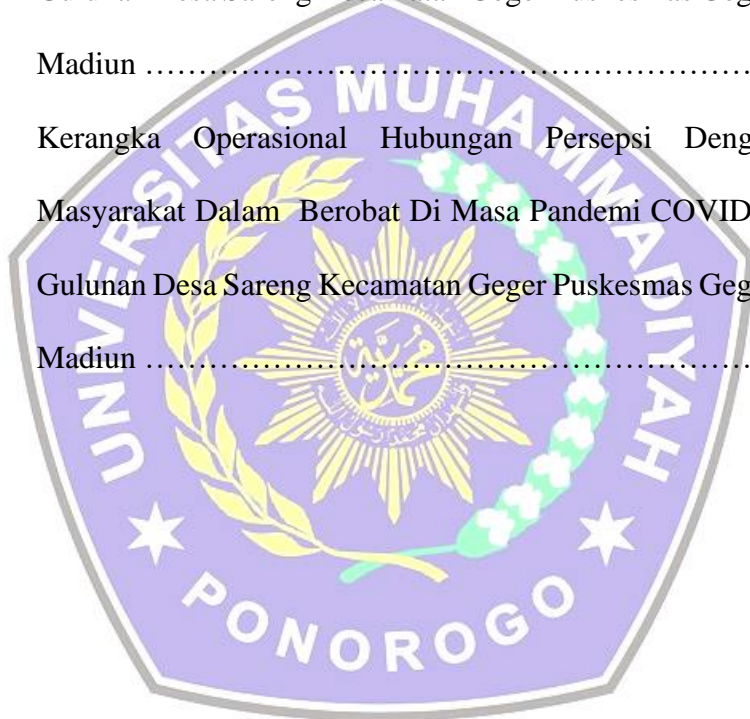 Madiun ……………………………………………………
Kerangka Operasional Hubungan Persepsi Deng
Masyarakat Dalam Berobat Di Masa Pandemi COVID
Gulunan Desa Sareng Kecamatan Geger Puskesmas Geg
Madiun ……………………………………………………
UNIVERSITAS MUHAMMADIYAH
PONOROGO
محمدية